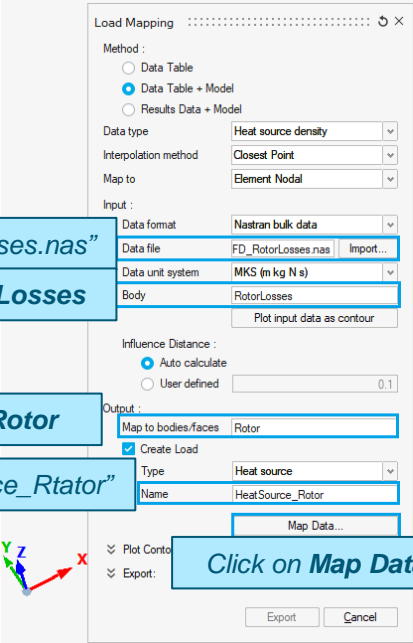 Load Mapping
Method :
Data Table
Data Table + Model
Results Data + Model
Data type Heat source density
Interpolation method Closest Point
Map to Element Nodal
Input :
Data format Nastran bulk data
sses.nas” Data file FD_RotorLosses.nas Import...
Data unit system MKS (m kg N s)
Losses Body RotorLosses
Plot input data as contour
Influence Distance :
Auto calculate
User defined 0.1
Output :
Rotor Map to bodies/faces Rotor
Create Load
ce_Rtator” Type Heat source
Name HeatSource_Rotor
Map Data...
Y Z X Plot Conto
Click on Map Data
Export:
Export Cancel